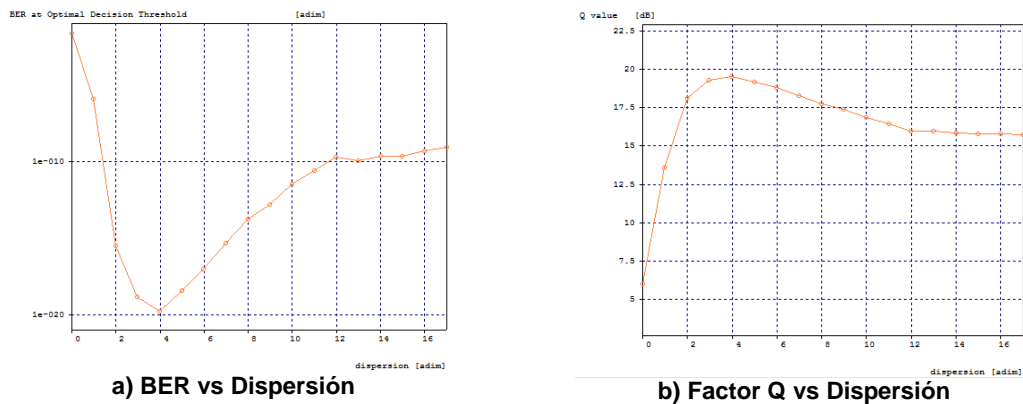 BER at Optimal Decision Threshold [adim]
1e-010
1e-020
0 2 4 6 8 10 12 14 16
dispersion [adim]
a) BER vs Dispersión
Q value [dB]
22.5
20
17.5
15
12.5
10
7.5
5
0 2 4 6 8 10 12 14 16
dispersion [adim]
b) Factor Q vs Dispersión